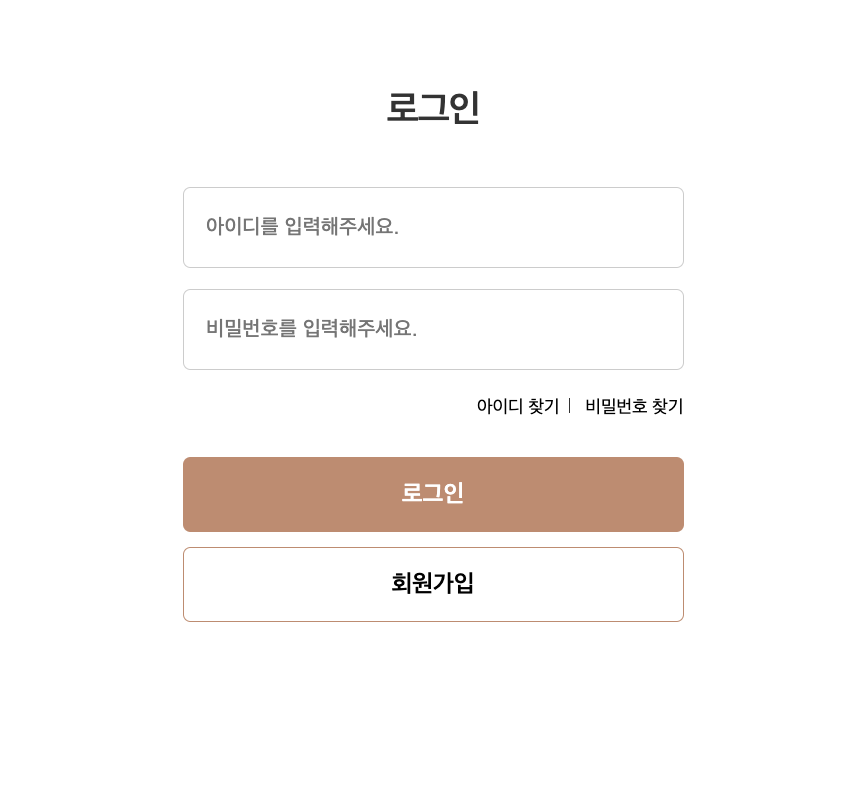 로그인
아이디를 입력해주세요.
비밀번호를 입력해주세요.
아이디 찾기 | 비밀번호 찾기
로그인
회원가입